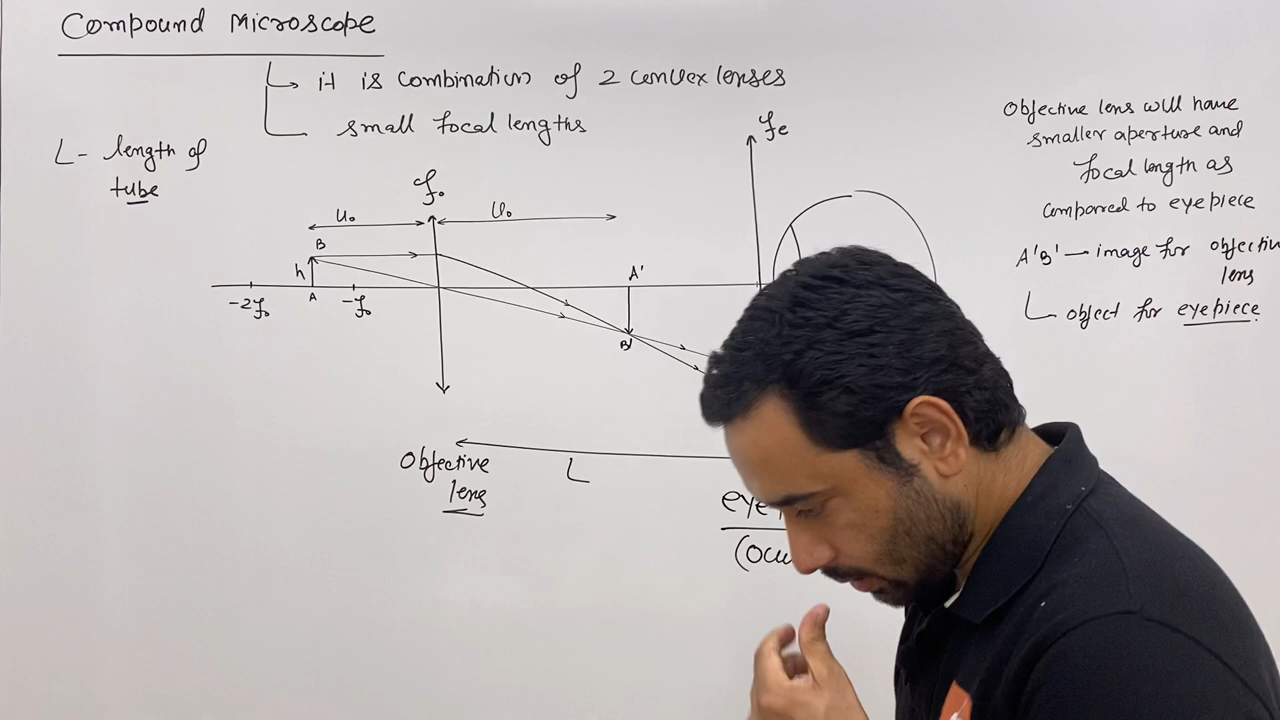 Compound Microscope
it is combination of 2 convex lenses
small focal lengths
L- length of
tube
fo
fe
uo
vo
B
h
A
-2fo
-fo
A'
B'
Objective
lens
L
Objective lens will have
smaller aperture and
focal length as
compared to eyepiece
A'B' — image for objective
lens
object for eyepiece.